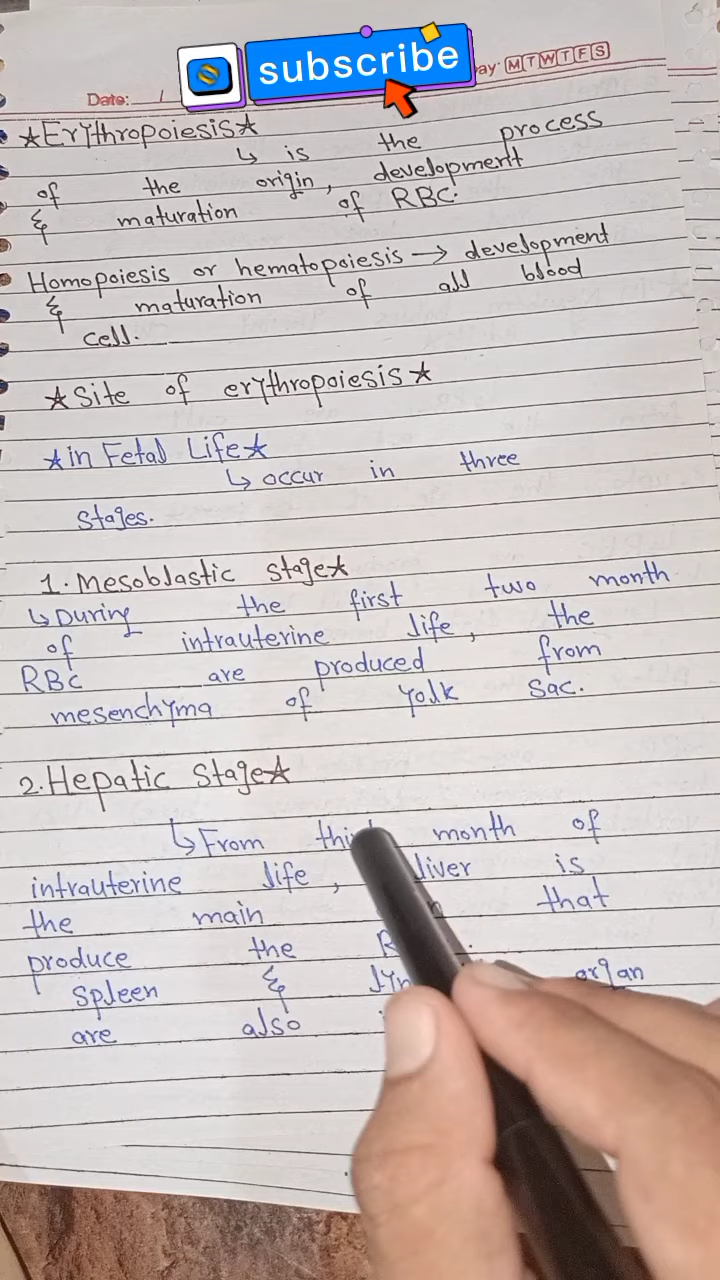 subscribe
Date: / ay: M T W T F S
★Erythropoiesis★
↳ is the process
of the origin, development
& maturation of RBC.
Homopoiesis or hematopoiesis → development
& maturation of all blood
cell.
★Site of erythropoiesis★
★in Fetal Life★
↳ occur in three
stages.
1. Mesoblastic stage★
↳During the first two month
of intrauterine life, the
RBC are produced from
mesenchyma of yalk sac.
2. Hepatic Stage★
↳From month of
intrauterine life, liver is
the main that
produce the
Spleen & organ
are also